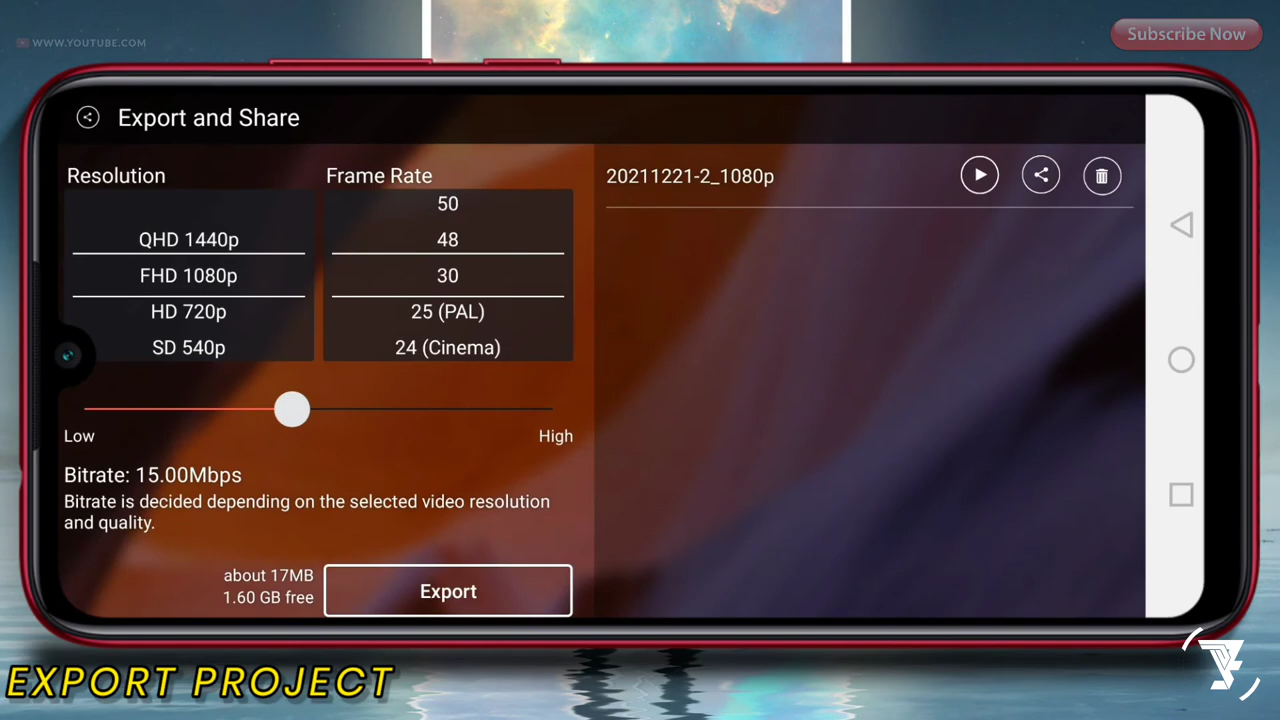 WWW.YOUTUBE.COM
Subscribe Now
Export and Share
Resolution
QHD 1440p
FHD 1080p
HD 720p
SD 540p
Frame Rate
50
48
30
25 (PAL)
24 (Cinema)
Low
High
Bitrate: 15.00Mbps
Bitrate is decided depending on the selected video resolution
and quality.
about 17MB
1.60 GB free
Export
20211221-2_1080p
EXPORT PROJECT